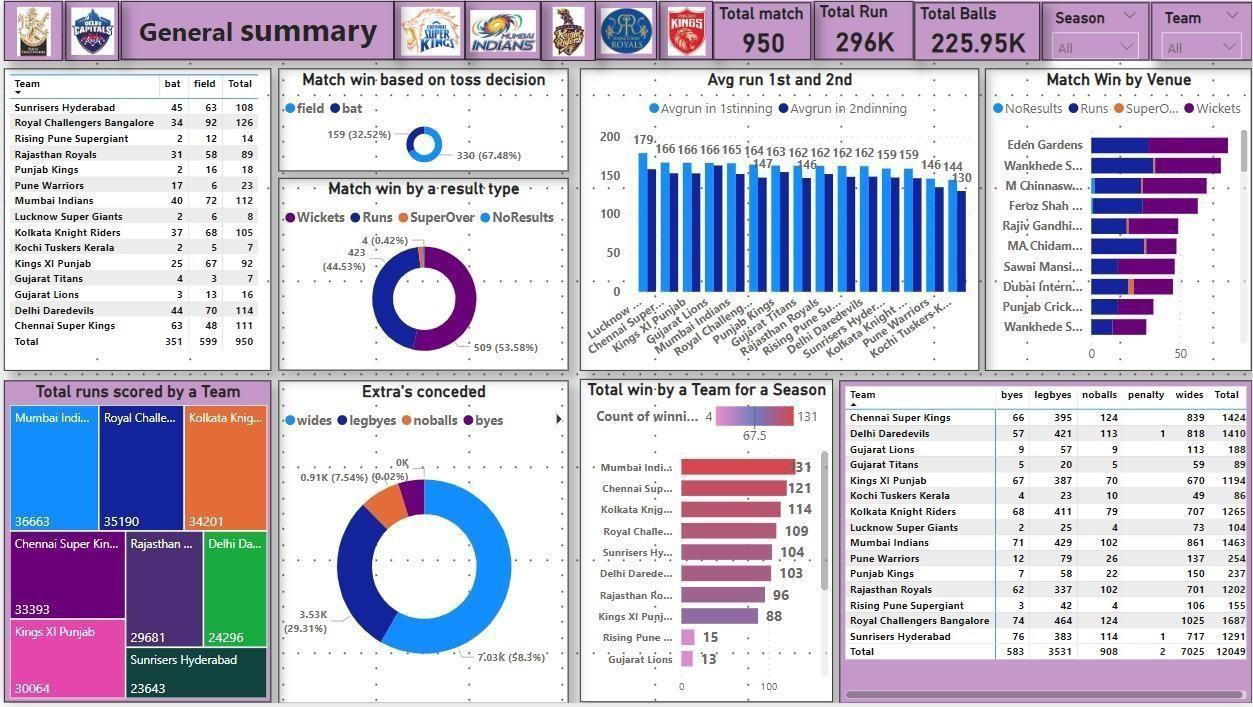 DELHI
CAPITALS
General summary
CHENNAI
SUPER
KINGS
MUMBAI
INDIANS
Knight
Riders
RAJASTHAN
ROYALS
PUNJAB
KINGS
Total match
950
Total Run
296K
Total Balls
225.95K
Season
All
Team
All
Team bat field Total
Sunrisers Hyderabad 45 63 108
Royal Challengers Bangalore 34 92 126
Rising Pune Supergiant 2 12 14
Rajasthan Royals 31 58 89
Punjab Kings 2 16 18
Pune Warriors 17 6 23
Mumbai Indians 40 72 112
Lucknow Super Giants 2 6 8
Kolkata Knight Riders 37 68 105
Kochi Tuskers Kerala 2 5 7
Kings XI Punjab 25 67 92
Gujarat Titans 4 3 7
Gujarat Lions 3 13 16
Delhi Daredevils 44 70 114
Chennai Super Kings 63 48 111
Total 351 599 950
Match win based on toss decision
field bat
159 (32.52%)
330 (67.48%)
Match win by a result type
Wickets Runs SuperOver NoResults
4 (0.42%)
423
(44.53%)
509 (53.58%)
Avg run 1st and 2nd
Avgrun in 1stinning Avgrun in 2ndinning
200
150
100
50
0
179 166 166 166 165 164 147 163 162 146 162 162 162 159 159 146 144 130
Lucknow ...
Chennai Super...
Kings XI Punjab
Gujarat Lions
Mumbai Indians
Royal Challeng...
Punjab Kings
Gujarat Titans
Rajasthan Royals
Rising Pune Su...
Delhi Daredevils
Sunrisers Hyder...
Kolkata Knight ...
Pune Warriors
Kochi Tuskers K...
Match Win by Venue
NoResults Runs SuperO... Wickets
Eden Gardens
Wankhede S...
M Chinnasw...
Feroz Shah ...
Rajiv Gandhi...
MA Chidam...
Sawai Mansi...
Dubai Intern...
Punjab Crick...
Wankhede S...
0 50
Total runs scored by a Team
Mumbai Indi...
36663
Royal Challe...
35190
Kolkata Knig...
34201
Chennai Super Kin...
33393
Rajasthan ...
29681
Delhi Da...
24296
Kings XI Punjab
30064
Sunrisers Hyderabad
23643
Extra's conceded
wides legbyes noballs byes
0K
0.91K (7.54%) (0.02%)
3.53K
(29.31%)
7.03K (58.3%)
Total win by a Team for a Season
Count of winni... 4 131
67.5
Mumbai Indi... 131
Chennai Sup... 121
Kolkata Knig... 114
Royal Challe... 109
Sunrisers Hy... 104
Delhi Darede... 103
Rajasthan Ro... 96
Kings XI Punj... 88
Rising Pune ... 15
Gujarat Lions 13
0 100
Team byes legbyes noballs penalty wides Total
Chennai Super Kings 66 395 124 839 1424
Delhi Daredevils 57 421 113 1 818 1410
Gujarat Lions 9 57 9 113 188
Gujarat Titans 5 20 5 59 89
Kings XI Punjab 67 387 70 670 1194
Kochi Tuskers Kerala 4 23 10 49 86
Kolkata Knight Riders 68 411 79 707 1265
Lucknow Super Giants 2 25 4 73 104
Mumbai Indians 71 429 102 861 1463
Pune Warriors 12 79 26 137 254
Punjab Kings 7 58 22 150 237
Rajasthan Royals 62 337 102 701 1202
Rising Pune Supergiant 3 42 4 106 155
Royal Challengers Bangalore 74 464 124 1025 1687
Sunrisers Hyderabad 76 383 114 1 717 1291
Total 583 3531 908 2 7025 12049